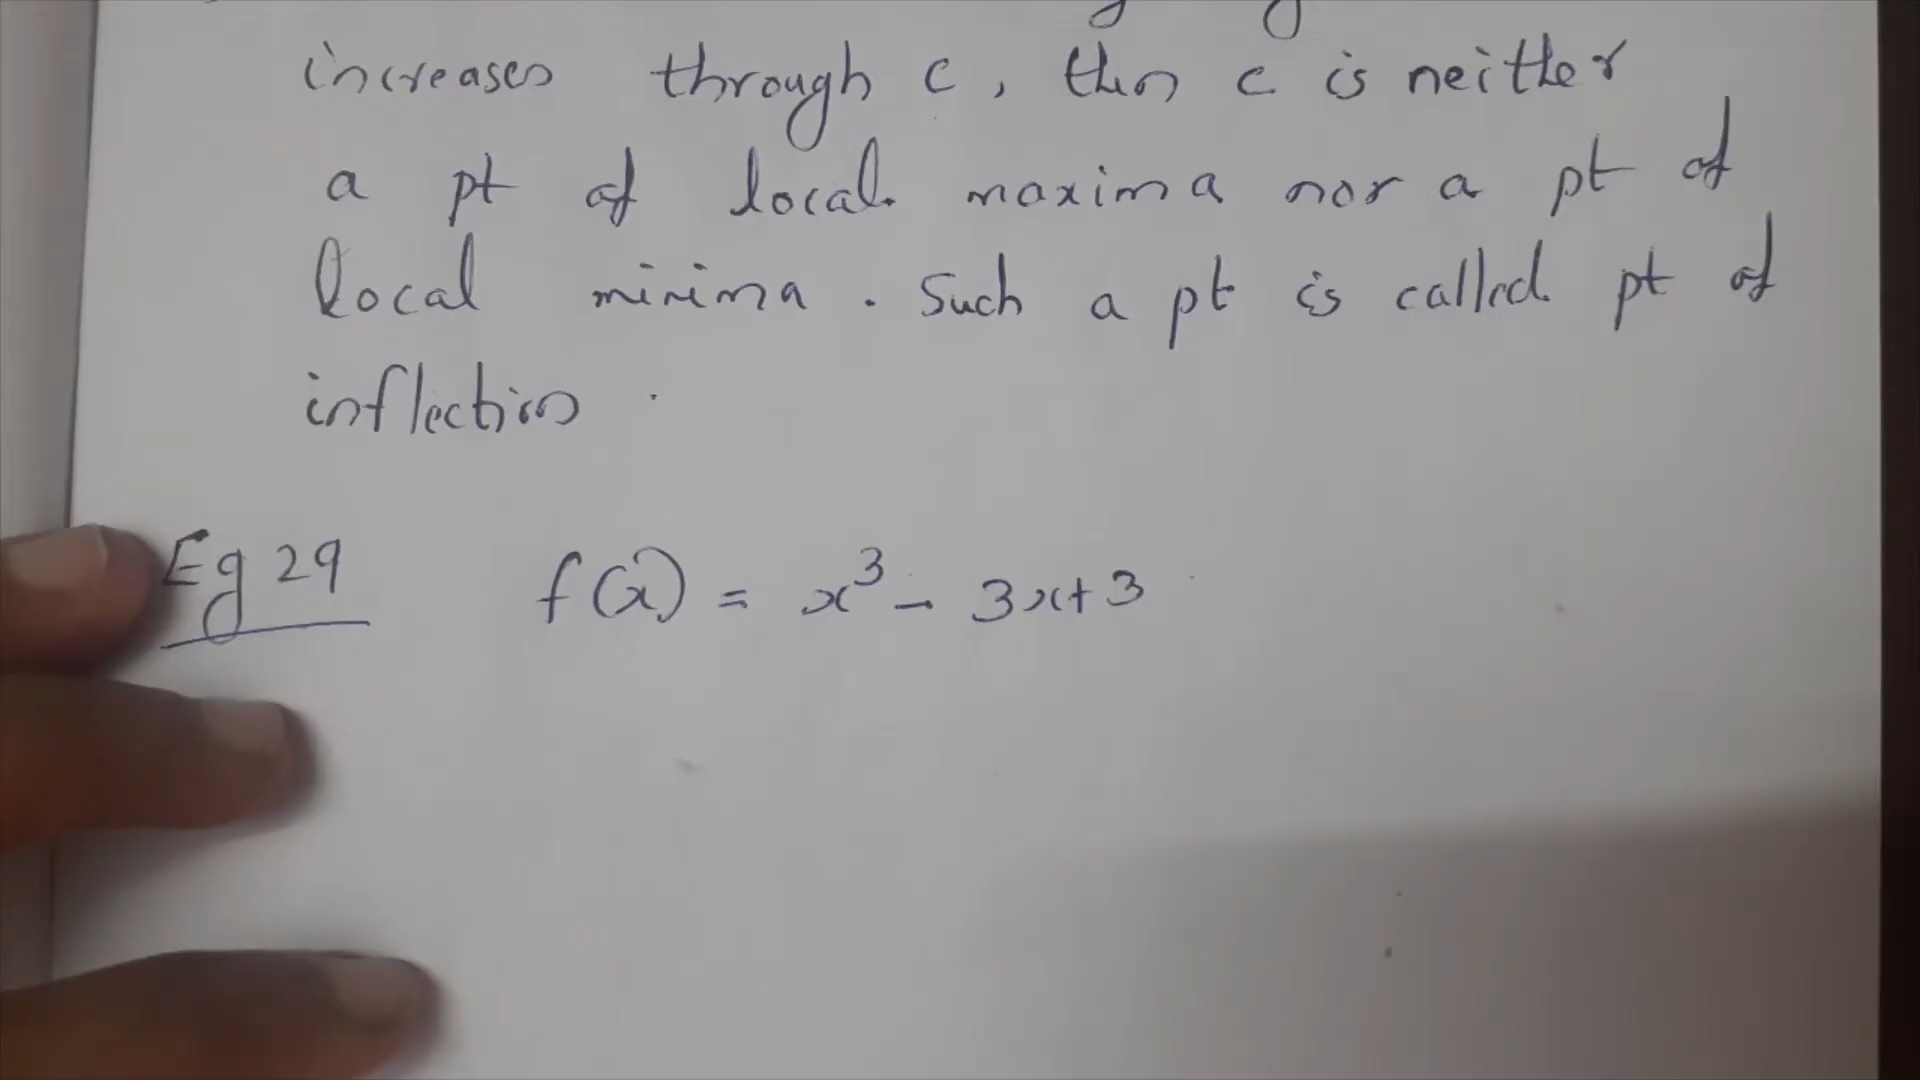 increases through c, then c is neither
a pt of local maxima nor a pt of
local minima. Such a pt is called pt of
inflection.
Eg 29 f(x) = x³ - 3x+3